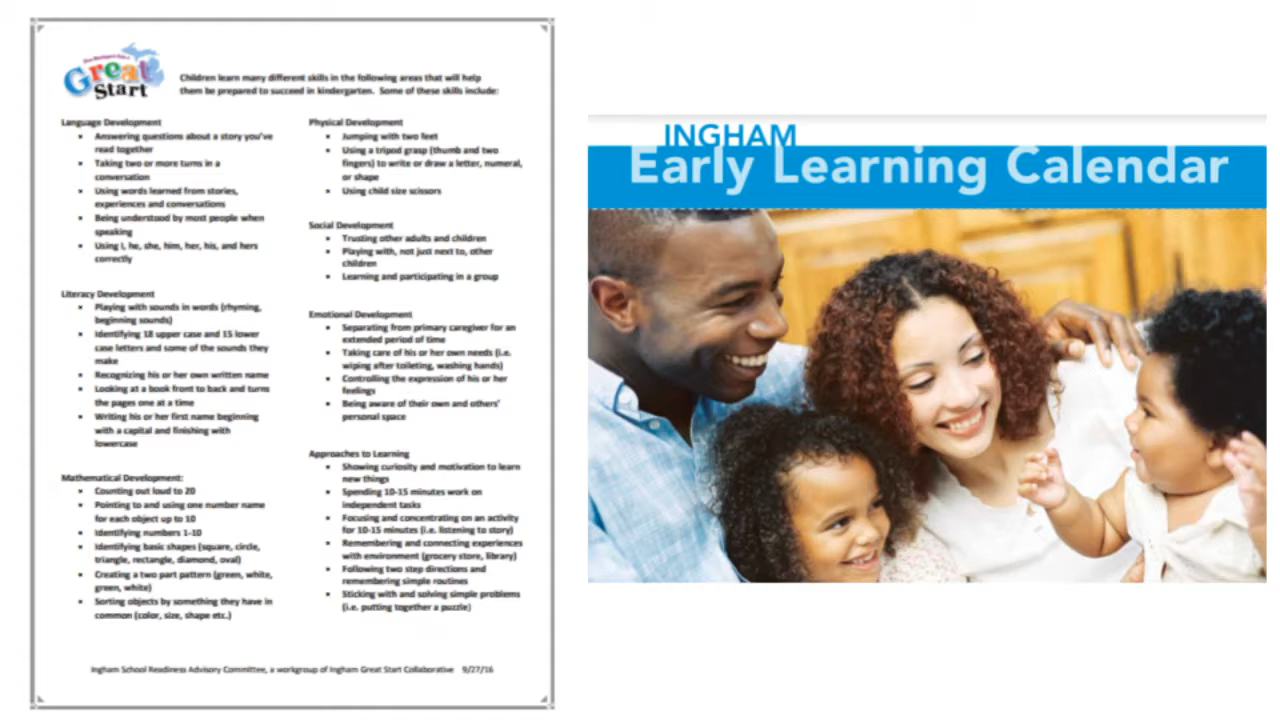 Great
Start
Children learn many different skills in the following areas that will help
them be prepared to succeed in kindergarten. Some of these skills include:
Language Development
• Answering questions about a story you've
read together
• Taking two or more turns in a
conversation
• Using words learned from stories,
experiences and conversations
• Being understood by most people when
speaking
• Using I, he, she, him, her, his, and hers
correctly
Literacy Development
• Playing with sounds in words (rhyming,
beginning sounds)
• Identifying 18 upper case and 15 lower
case letters and some of the sounds they
make
• Recognizing his or her own written name
• Looking at a book front to back and turns
the pages one at a time
• Writing his or her first name beginning
with a capital and finishing with
lowercase
Mathematical Development:
• Counting out loud to 20
• Pointing to and using one number name
for each object up to 10
• Identifying numbers 1-10
• Identifying basic shapes (square, circle,
triangle, rectangle, diamond, oval)
• Creating a two part pattern (green, white,
green, white)
• Sorting objects by something they have in
common (color, size, shape etc.)
Physical Development
• Jumping with two feet
• Using a tripod grasp (thumb and two
fingers) to write or draw a letter, numeral,
or shape
• Using child size scissors
Social Development
• Trusting other adults and children
• Playing with, not just next to, other
children
• Learning and participating in a group
Emotional Development
• Separating from primary caregiver for an
extended period of time
• Taking care of his or her own needs (i.e.
wiping after toileting, washing hands)
• Controlling the expression of his or her
feelings
• Being aware of their own and others'
personal space
Approaches to Learning
• Showing curiosity and motivation to learn
new things
• Spending 10-15 minutes work on
independent tasks
• Focusing and concentrating on an activity
for 10-15 minutes (i.e. listening to story)
• Remembering and connecting experiences
with environment (grocery store, library)
• Following two step directions and
remembering simple routines
• Sticking with and solving simple problems
(i.e. putting together a puzzle)
Ingham School Readiness Advisory Committee, a workgroup of Ingham Great Start Collaborative 9/27/16
INGHAM
Early Learning Calendar